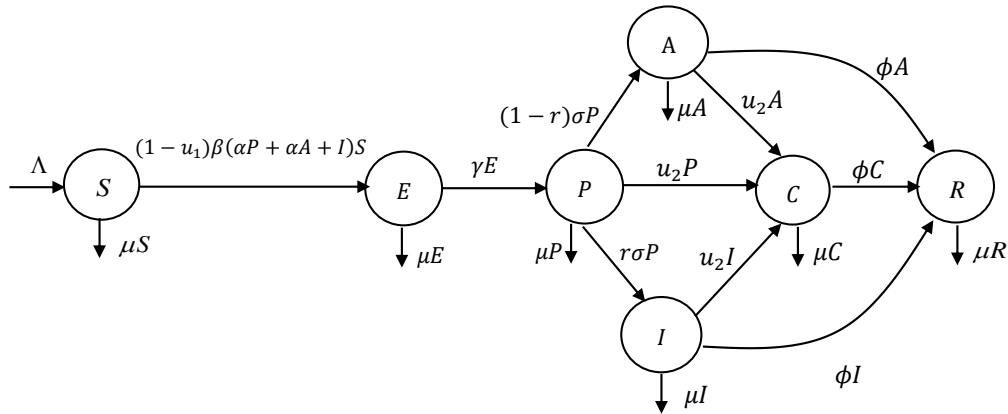 A
ϕA
u₂A
μA
(1 − r)σP
(1 − u₁)β(αP + αA + I)S
Λ
S
E
γE
P
u₂P
C
ϕC
R
μS
μE
μP
rσP
u₂I
μC
μR
I
ϕI
μI